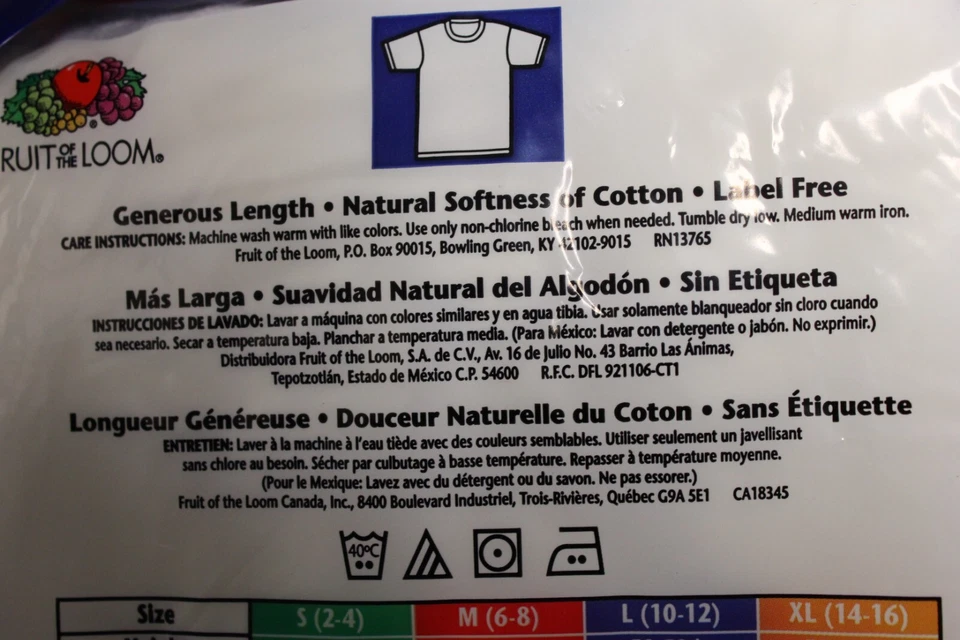 RUIT OF THE LOOM®
Generous Length • Natural Softness of Cotton • Label Free
CARE INSTRUCTIONS: Machine wash warm with like colors. Use only non-chlorine bleach when needed. Tumble dry low. Medium warm iron.
Fruit of the Loom, P.O. Box 90015, Bowling Green, KY 42102-9015 RN13765
Más Larga • Suavidad Natural del Algodón • Sin Etiqueta
INSTRUCCIONES DE LAVADO: Lavar a máquina con colores similares y en agua tibia. Usar solamente blanqueador sin cloro cuando
sea necesario. Secar a temperatura baja. Planchar a temperatura media. (Para México: Lavar con detergente o jabón. No exprimir.)
Distribuidora Fruit of the Loom, S.A. de C.V., Av. 16 de Julio No. 43 Barrio Las Ánimas,
Tepotzotlán, Estado de México C.P. 54600 R.F.C. DFL 921106-CT1
Longueur Généreuse • Douceur Naturelle du Coton • Sans Étiquette
ENTRETIEN: Laver à la machine à l'eau tiède avec des couleurs semblables. Utiliser seulement un javellisant
sans chlore au besoin. Sécher par culbutage à basse température. Repasser à température moyenne.
(Pour le Mexique: Lavez avec du détergent ou du savon. Ne pas essorer.)
Fruit of the Loom Canada, Inc., 8400 Boulevard Industriel, Trois-Rivières, Québec G9A 5E1 CA18345
40°C
Size S (2-4) M (6-8) L (10-12) XL (14-16)